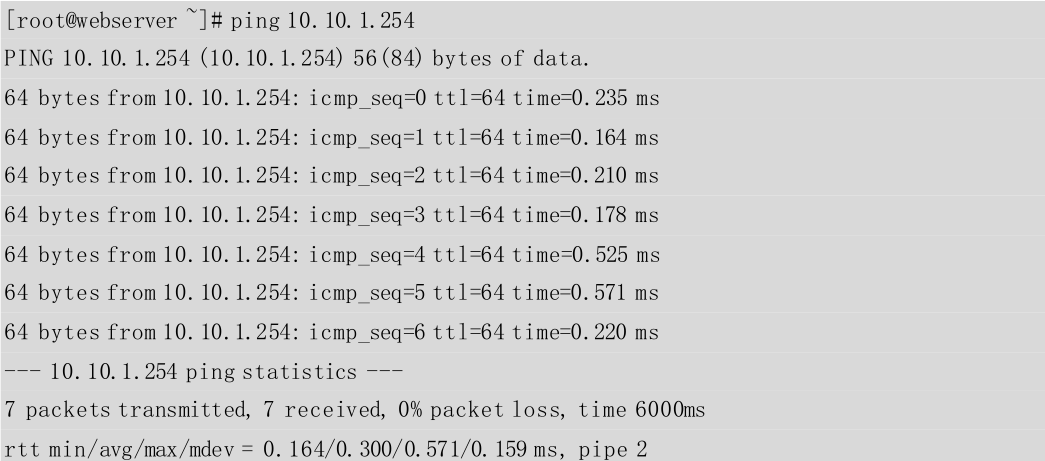 [root@webserver ~]# ping 10.10.1.254
PING 10.10.1.254 (10.10.1.254) 56(84) bytes of data.
64 bytes from 10.10.1.254: icmp_seq=0 ttl=64 time=0.235 ms
64 bytes from 10.10.1.254: icmp_seq=1 ttl=64 time=0.164 ms
64 bytes from 10.10.1.254: icmp_seq=2 ttl=64 time=0.210 ms
64 bytes from 10.10.1.254: icmp_seq=3 ttl=64 time=0.178 ms
64 bytes from 10.10.1.254: icmp_seq=4 ttl=64 time=0.525 ms
64 bytes from 10.10.1.254: icmp_seq=5 ttl=64 time=0.571 ms
64 bytes from 10.10.1.254: icmp_seq=6 ttl=64 time=0.220 ms
--- 10.10.1.254 ping statistics ---
7 packets transmitted, 7 received, 0% packet loss, time 6000ms
rtt min/avg/max/mdev = 0.164/0.300/0.571/0.159 ms, pipe 2